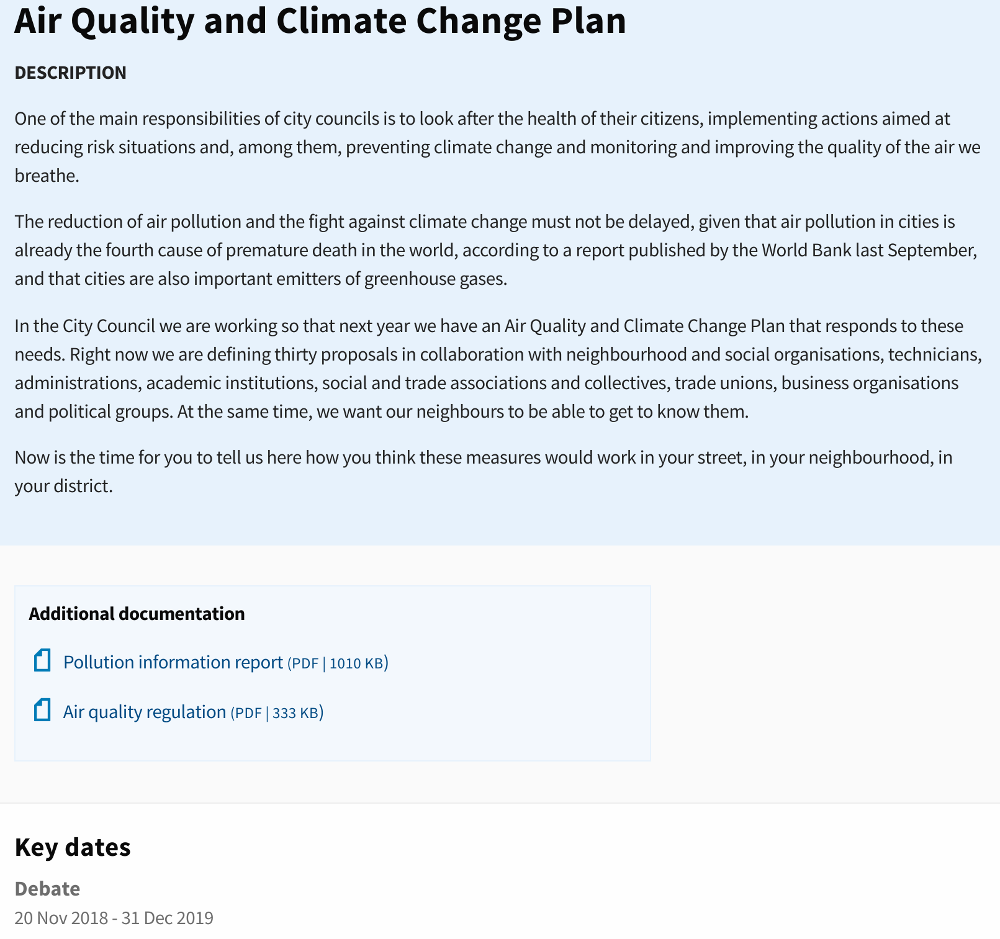 Air Quality and Climate Change Plan
DESCRIPTION
One of the main responsibilities of city councils is to look after the health of their citizens, implementing actions aimed at
reducing risk situations and, among them, preventing climate change and monitoring and improving the quality of the air we
breathe.
The reduction of air pollution and the fight against climate change must not be delayed, given that air pollution in cities is
already the fourth cause of premature death in the world, according to a report published by the World Bank last September,
and that cities are also important emitters of greenhouse gases.
In the City Council we are working so that next year we have an Air Quality and Climate Change Plan that responds to these
needs. Right now we are defining thirty proposals in collaboration with neighbourhood and social organisations, technicians,
administrations, academic institutions, social and trade associations and collectives, trade unions, business organisations
and political groups. At the same time, we want our neighbours to be able to get to know them.
Now is the time for you to tell us here how you think these measures would work in your street, in your neighbourhood, in
your district.
Additional documentation
Pollution information report (PDF | 1010 KB)
Air quality regulation (PDF | 333 KB)
Key dates
Debate
20 Nov 2018 - 31 Dec 2019